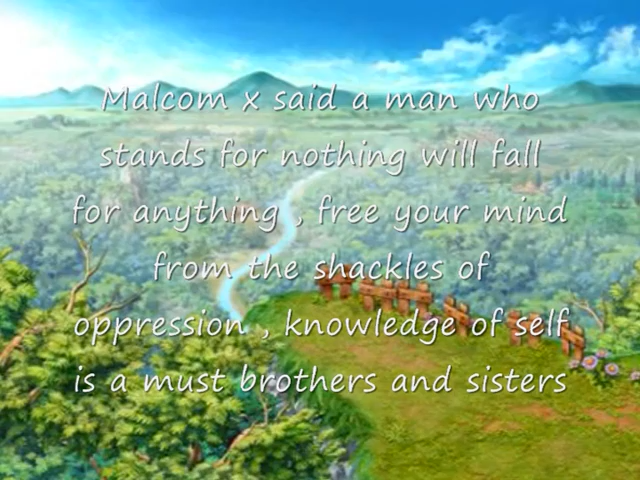 Malcom x said a man who
stands for nothing will fall
for anything , free your mind
from the shackles of
oppression , knowledge of self
is a must brothers and sisters